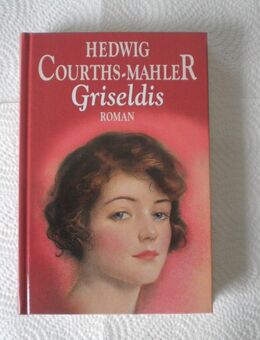 HEDWIG
COURTHS-MAHLER
Griseldis
ROMAN